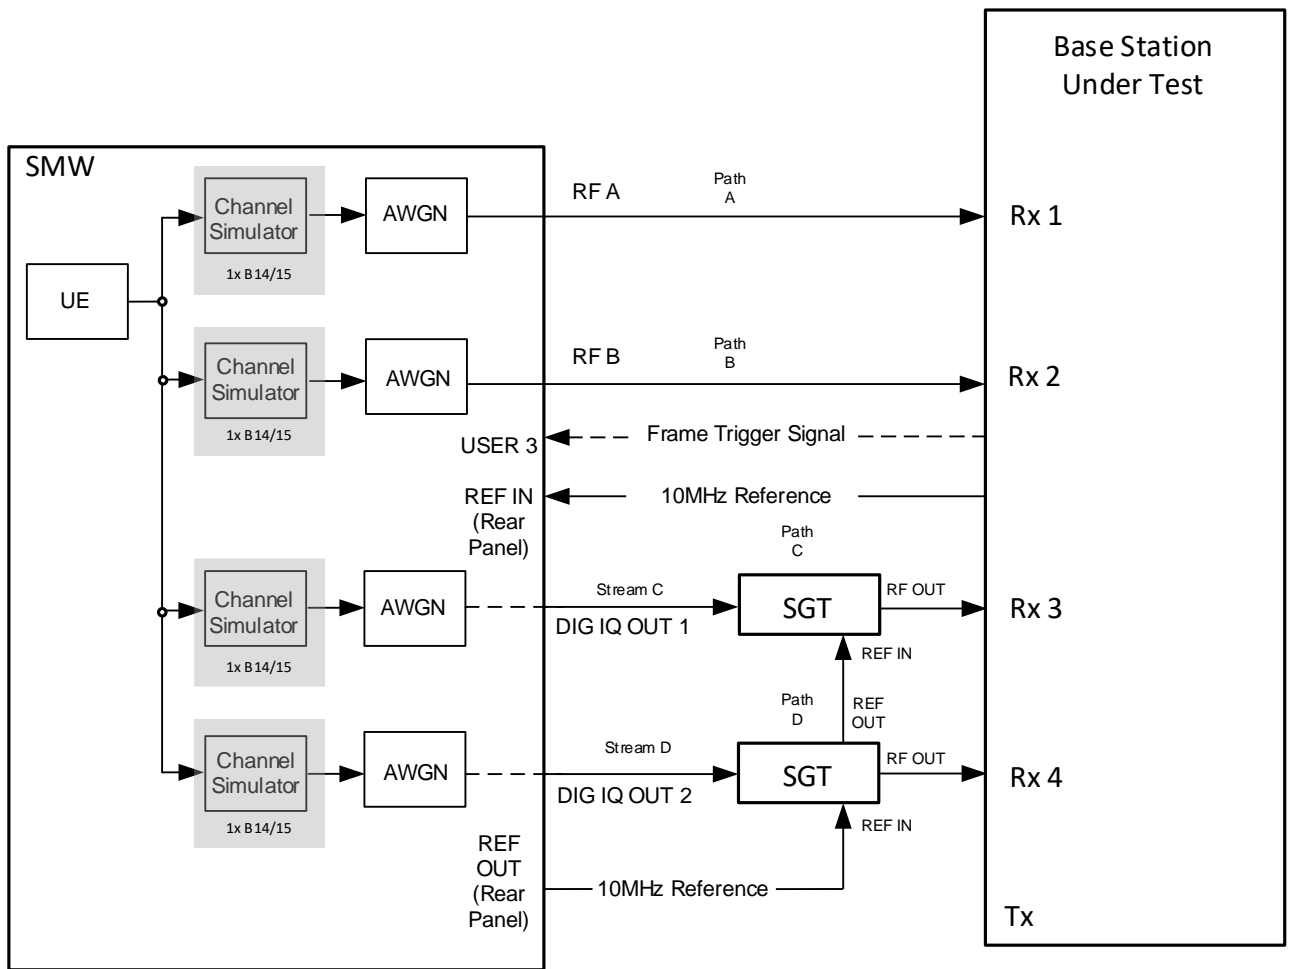 Base Station
Under Test
SMW
Channel
Simulator
1x B14/15
AWGN
RF A
Path
A
Rx 1
UE
Channel
Simulator
1x B14/15
AWGN
RF B
Path
B
Rx 2
USER 3
Frame Trigger Signal
REF IN
(Rear
Panel)
10MHz Reference
Path
C
Channel
Simulator
1x B14/15
AWGN
Stream C
DIG IQ OUT 1
SGT
RF OUT
Rx 3
REF IN
REF
OUT
Path
D
Channel
Simulator
1x B14/15
AWGN
Stream D
DIG IQ OUT 2
SGT
RF OUT
Rx 4
REF IN
REF
OUT
(Rear
Panel)
10MHz Reference
Tx